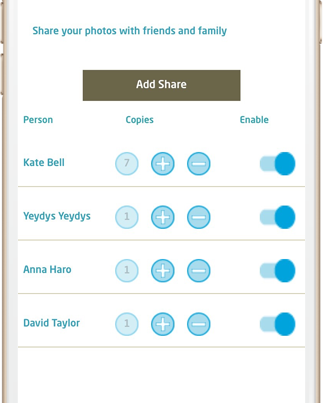 Share your photos with friends and family
Add Share
Person Copies Enable
Kate Bell 7 + −
Yeydys Yeydys 1 + −
Anna Haro 1 + −
David Taylor 1 + −